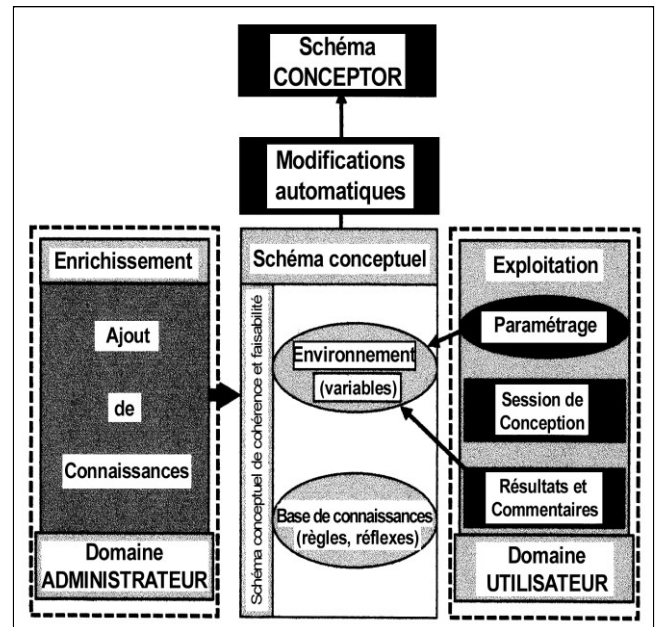 Schéma
CONCEPTOR
Modifications
automatiques
Enrichissement
Ajout
de
Connaissances
Domaine
ADMINISTRATEUR
Schéma conceptuel
Schéma conceptuel de cohérence et faisabilité
Environnement
(variables)
Base de connaissances
(règles, réflexes)
Exploitation
Paramétrage
Session de
Conception
Résultats et
Commentaires
Domaine
UTILISATEUR